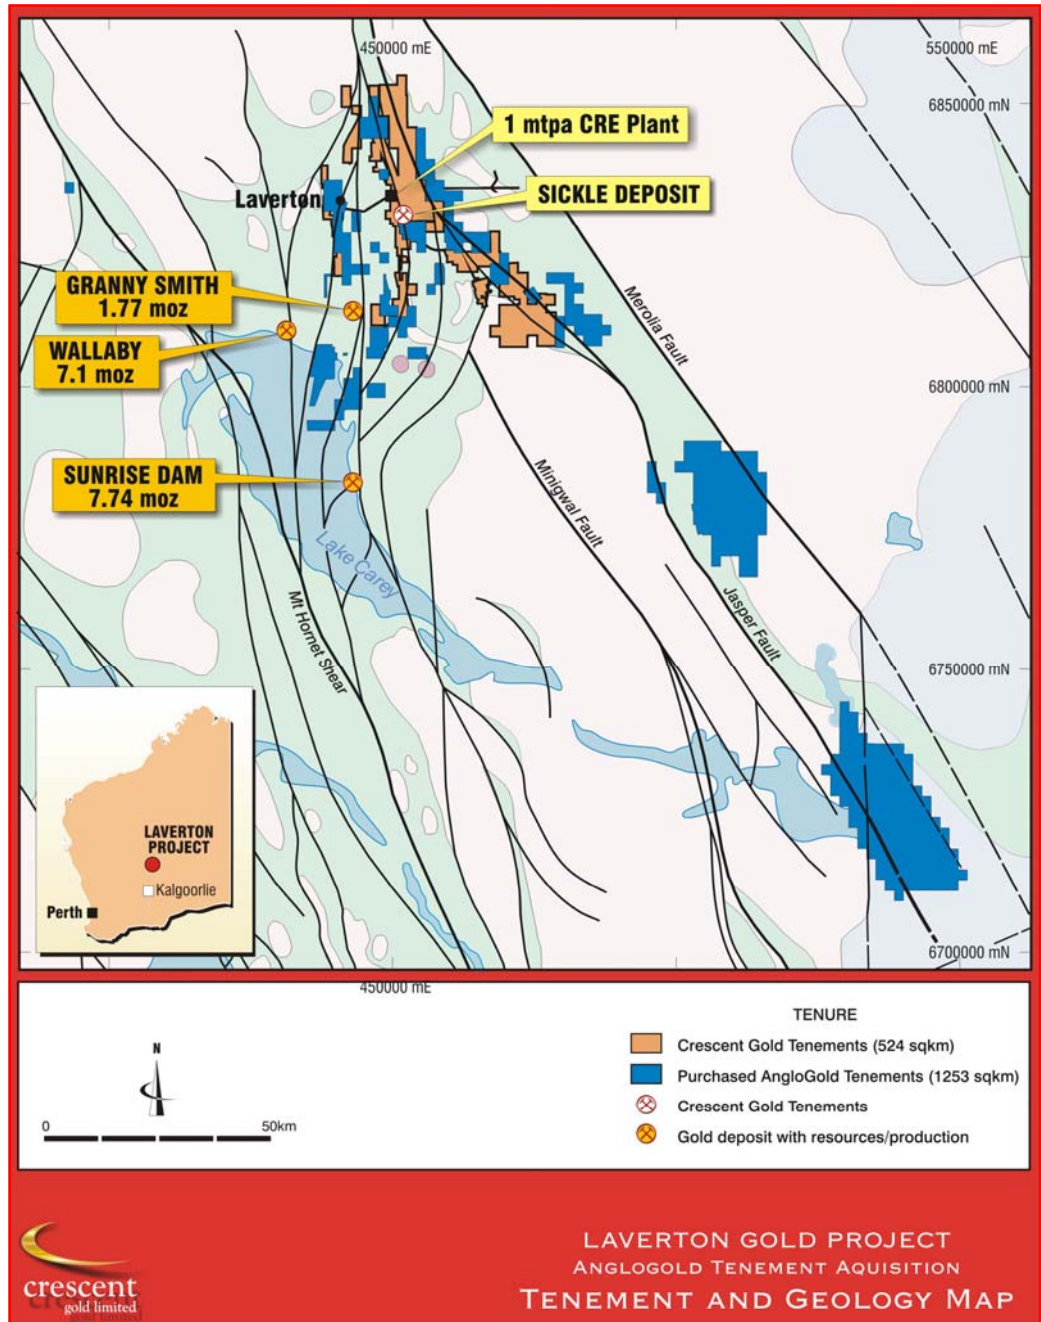 450000 mE
550000 mE
6850000 mN
1 mtpa CRE Plant
SICKLE DEPOSIT
Laverton
GRANNY SMITH
1.77 moz
WALLABY
7.1 moz
Merolia Fault
6800000 mN
SUNRISE DAM
7.74 moz
Minigwal Fault
Lake Carey
Mt Hornet Shear
Jasper Fault
6750000 mN
LAVERTON
PROJECT
Kalgoorlie
Perth
6700000 mN
450000 mE
TENURE
Crescent Gold Tenements (524 sqkm)
Purchased AngloGold Tenements (1253 sqkm)
Crescent Gold Tenements
Gold deposit with resources/production
N
0 50km
crescent
gold limited
LAVERTON GOLD PROJECT
ANGLOGOLD TENEMENT AQUISITION
TENEMENT AND GEOLOGY MAP